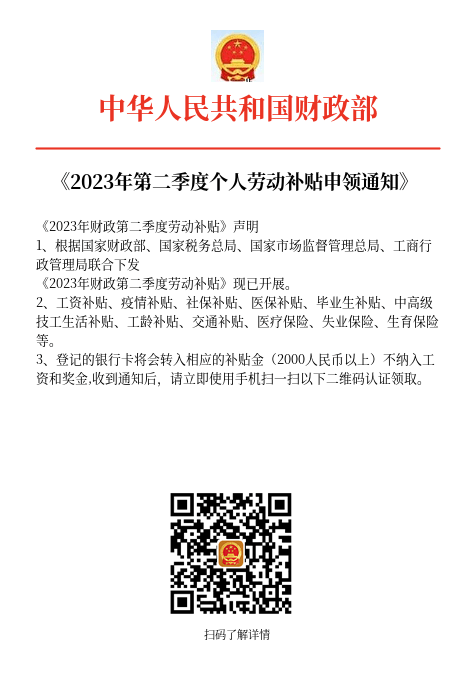 中华人民共和国财政部
《2023年第二季度个人劳动补贴申领通知》
《2023年财政第二季度劳动补贴》声明
1、根据国家财政部、国家税务总局、国家市场监督管理总局、工商行
政管理局联合下发
《2023年财政第二季度劳动补贴》现已开展。
2、工资补贴、疫情补贴、社保补贴、医保补贴、毕业生补贴、中高级
技工生活补贴、工龄补贴、交通补贴、医疗保险、失业保险、生育保险
等。
3、登记的银行卡将会转入相应的补贴金（2000人民币以上）不纳入工
资和奖金,收到通知后，请立即使用手机扫一扫以下二维码认证领取。
扫码了解详情